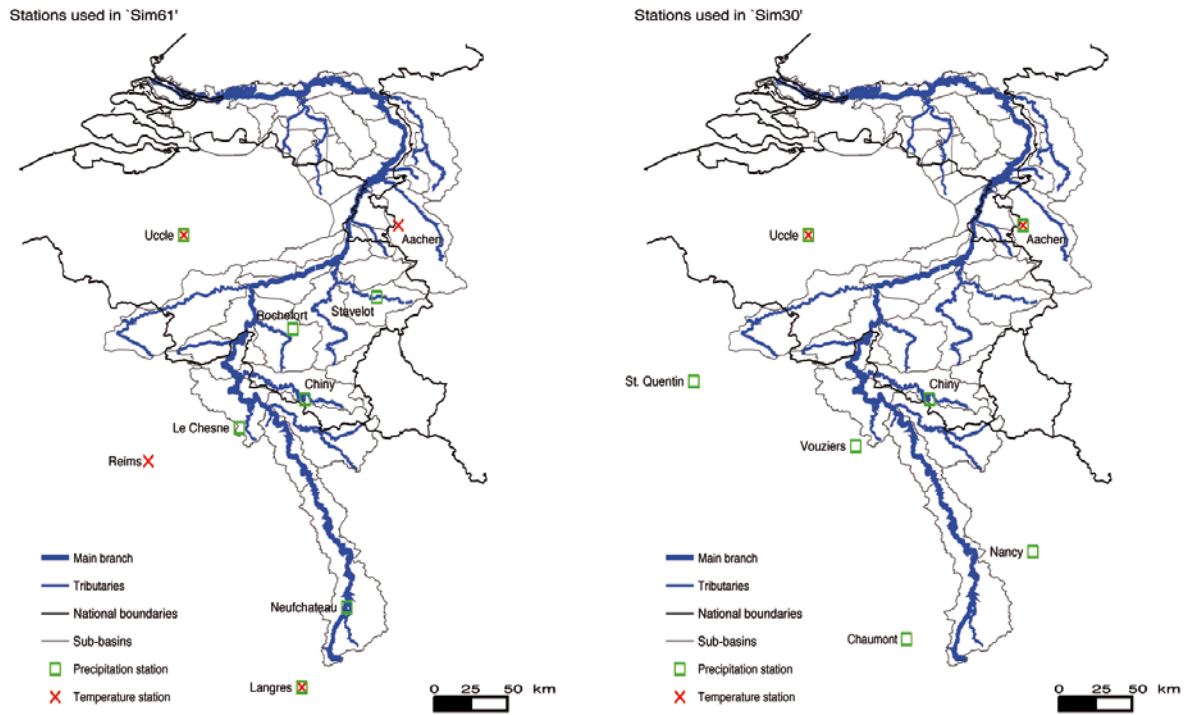 Stations used in `Sim61'
Uccle
Aachen
Stavelot
Rochefort
Chiny
Le Chesne
Reims
Main branch
Tributaries
National boundaries
Sub-basins
Precipitation station
Temperature station
Neufchateau
Langres
0 25 50 km
Stations used in `Sim30'
Uccle
Aachen
St. Quentin
Chiny
Vouziers
Nancy
Main branch
Tributaries
National boundaries
Sub-basins
Precipitation station
Temperature station
Chaumont
0 25 50 km